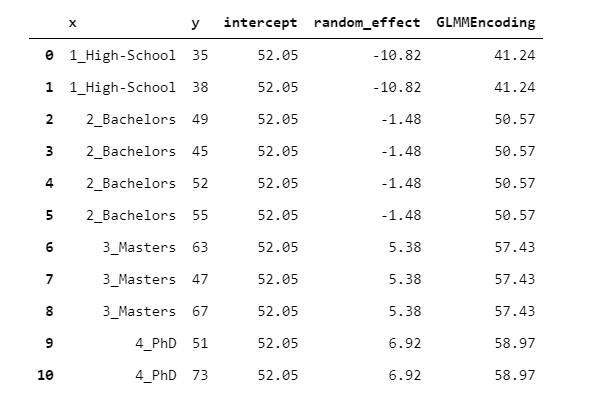 x y intercept random_effect GLMMEncoding
0 1_High-School 35 52.05 -10.82 41.24
1 1_High-School 38 52.05 -10.82 41.24
2 2_Bachelors 49 52.05 -1.48 50.57
3 2_Bachelors 45 52.05 -1.48 50.57
4 2_Bachelors 52 52.05 -1.48 50.57
5 2_Bachelors 55 52.05 -1.48 50.57
6 3_Masters 63 52.05 5.38 57.43
7 3_Masters 47 52.05 5.38 57.43
8 3_Masters 67 52.05 5.38 57.43
9 4_PhD 51 52.05 6.92 58.97
10 4_PhD 73 52.05 6.92 58.97